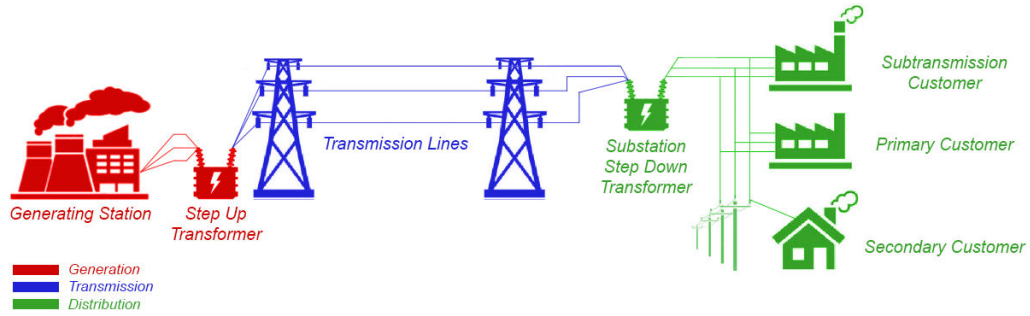 Generating Station
Step Up
Transformer
Transmission Lines
Substation
Step Down
Transformer
Subtransmission
Customer
Primary Customer
Secondary Customer
Generation
Transmission
Distribution